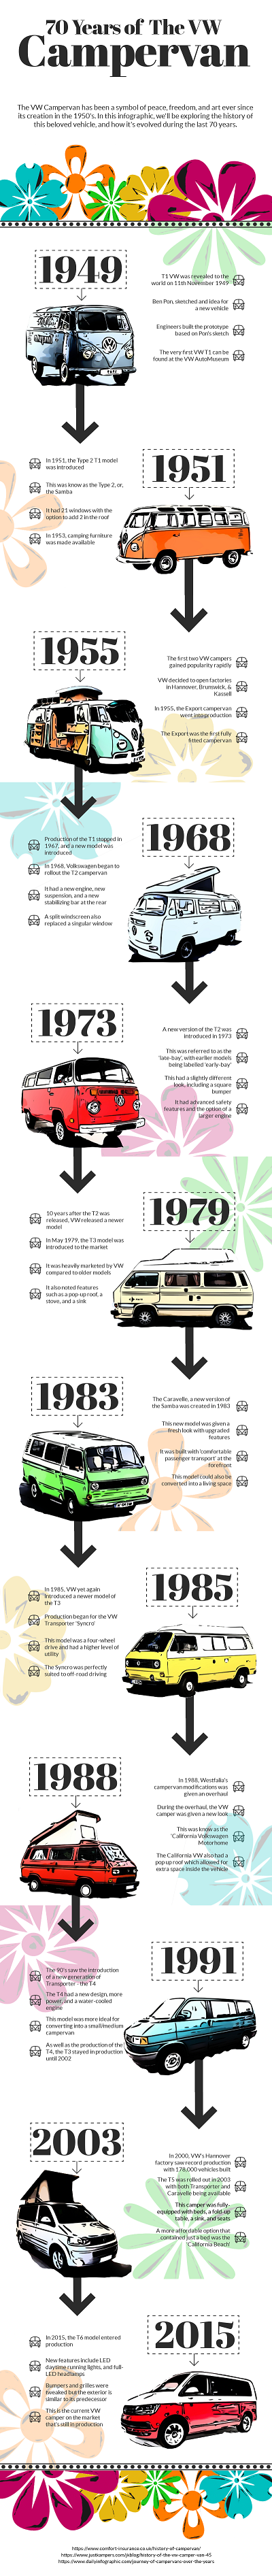 70 Years of The VW
Campervan
The VW Campervan has been a symbol of peace, freedom, and art ever since
its creation in the 1950's. In this infographic, we'll be exploring the history of
this beloved vehicle, and how it's evolved during the last 70 years.
1949
T1 VW was revealed to the
world on 11th November 1949
Ben Pon, sketched and idea for
a new vehicle
Engineers built the prototype
based on Pon's sketch
The very first VW T1 can be
found at the VW AutoMuseum
1951
In 1951, the Type 2 T1 model
was introduced
This was know as the Type 2, or,
the Samba
It had 21 windows with the
option to add 2 in the roof
In 1953, camping furniture
was made available
1955
The first two VW campers
gained popularity rapidly
VW decided to open factories
in Hannover, Brunswick, &
Kassell
In 1955, the Export campervan
went into production
The Export was the first fully
fitted campervan
1968
Production of the T1 stopped in
1967, and a new model was
introduced
In 1968, Volkswagen began to
rollout the T2 campervan
It had a new engine, new
suspension, and a new
stabilizing bar at the rear
A split windscreen also
replaced a singular window
1973
A new version of the T2 was
introduced in 1973
This was referred to as the
'late-bay', with earlier models
being labelled 'early-bay'
This had a slightly different
look, including a square
bumper
It had advanced safety
features and the option of a
larger engine
1979
10 years after the T2 was
released, VW released a newer
model
In May 1979, the T3 model was
introduced to the market
It was heavily marketed by VW
compared to older models
It also noted features
such as a pop-up roof, a
stove, and a sink
1983
The Caravelle, a new version of
the Samba was created in 1983
This new model was given a
fresh look with upgraded
features
It was built with 'comfortable
passenger transport' at the
forefront
This model could also be
converted into a living space
1985
In 1985, VW yet again
introduced a newer model of
the T3
Production began for the VW
Transporter 'Syncro'
This model was a four-wheel
drive and had a higher level of
utility
The Syncro was perfectly
suited to off-road driving
1988
In 1988, Westfalia's
campervan modifications was
given an overhaul
During the overhaul, the VW
camper was given a new look
This was know as the
'California Volkswagen
Motorhome
The California VW also had a
pop up roof which allowed for
extra space inside the vehicle
1991
The 90's saw the introduction
of a new generation of
Transporter - the T4
The T4 had a new design, more
power, and a water-cooled
engine
This model was more ideal for
converting into a small/medium
campervan
As well as the production of the
T4, the T3 stayed in production
until 2002
2003
In 2000, VW's Hannover
factory saw record production
with 178,000 vehicles built
The T5 was rolled out in 2003
with both Transporter and
Caravelle being available
This camper was fully-
equipped with beds, a fold-out
table, a sink, and seats
A more affordable option that
contained just a bed was the
'California Beach'
2015
In 2015, the T6 model entered
production
New features include LED
daytime running lights, and full-
LED headlamps
Bumpers and grilles were
tweaked but the exterior is
similar to its predecessor
This is the current VW
camper on the market
that's still in production
https://www.comfort-insurance.co.uk/history-of-campervan/
https://www.justkampers.com/jkblog/history-of-the-vw-camper-van-45
https://www.dailyinfographic.com/journey-of-campervans-over-the-years